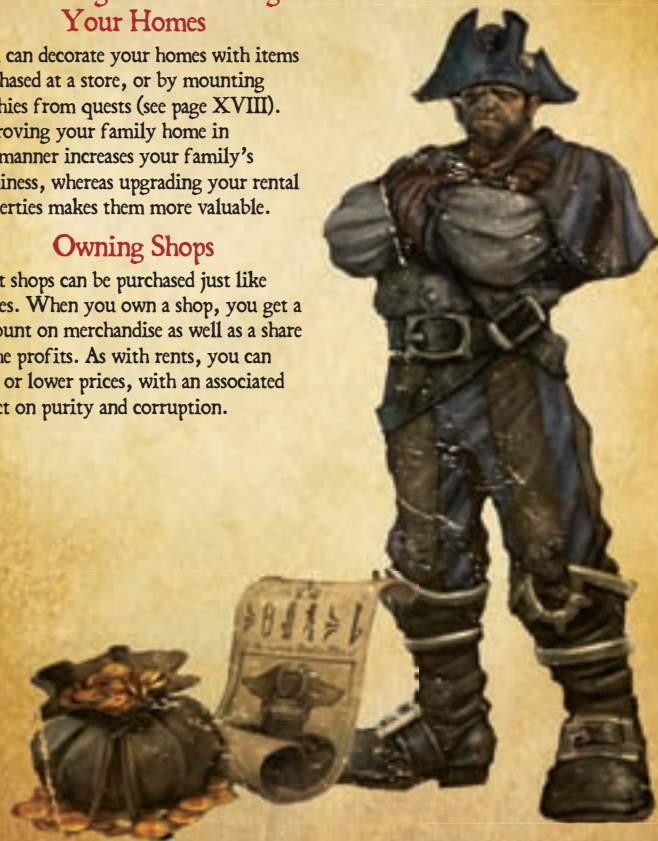 Your Homes
can decorate your homes with items
hased at a store, or by mounting
hies from quests (see page XVIII).
roving your family home in
manner increases your family's
iness, whereas upgrading your rental
erties makes them more valuable.
Owning Shops
t shops can be purchased just like
es. When you own a shop, you get a
ount on merchandise as well as a share
he profits. As with rents, you can
or lower prices, with an associated
ct on purity and corruption.